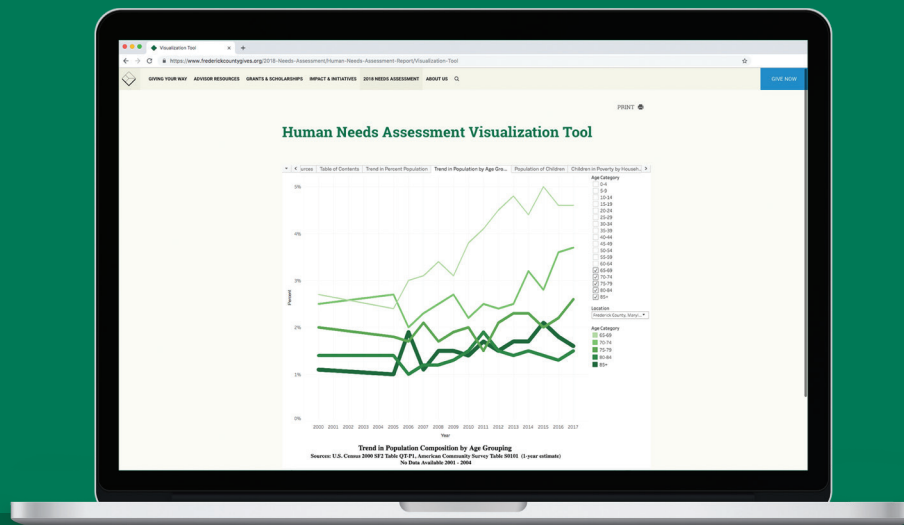 Visualization Tool
https://www.frederickcountygives.org/2018-Needs-Assessment/Human-Needs-Assessment-Report/Visualization-Tool
GIVING YOUR WAY ADVISOR RESOURCES GRANTS & SCHOLARSHIPS IMPACT & INITIATIVES 2018 NEEDS ASSESSMENT ABOUT US
GIVE NOW
PRINT
Human Needs Assessment Visualization Tool
Table of Contents Trend in Percent Population Trend in Population by Age Gro... Population of Children Children in Poverty by Househ..
Age Category
0-4
5-9
10-14
15-19
20-24
25-29
30-34
35-39
40-44
45-49
50-54
55-59
60-64
65-69
70-74
75-79
80-84
85+
Location
Frederick County, Maryl...
Age Category
65-69
70-74
75-79
80-84
85+
5%
4%
3%
2%
1%
0%
Percent
2000 2001 2002 2003 2004 2005 2006 2007 2008 2009 2010 2011 2012 2013 2014 2015 2016 2017
Year
Trend in Population Composition by Age Grouping
Sources: U.S. Census 2000 SF2 Table QT-P1, American Community Survey Table S0101 (1-year estimate)
No Data Available 2001 - 2004